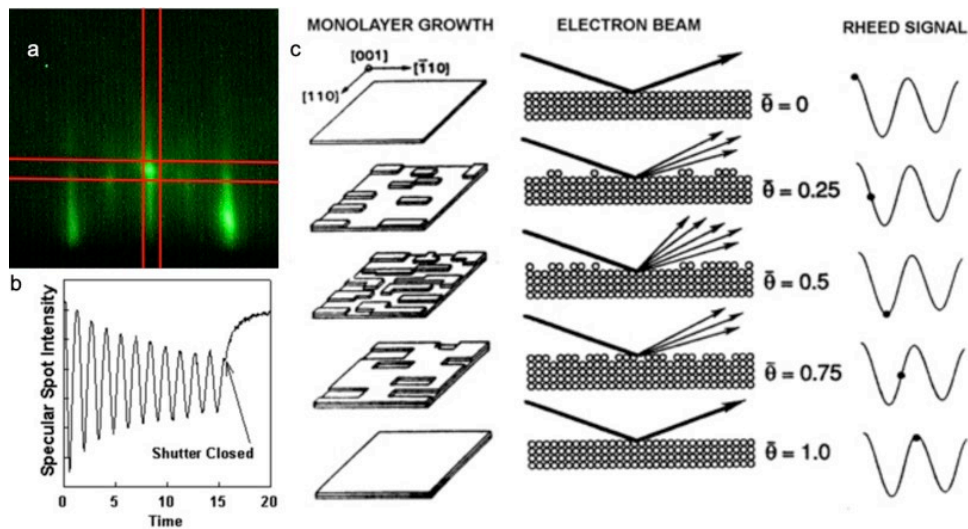 a
b
Specular Spot Intensity
Shutter Closed
0 5 10 15 20
Time
c
MONOLAYER GROWTH
ELECTRON BEAM
RHEED SIGNAL
[001]
[1̄10]
[110]
θ̄ = 0
θ̄ = 0.25
θ̄ = 0.5
θ̄ = 0.75
θ̄ = 1.0